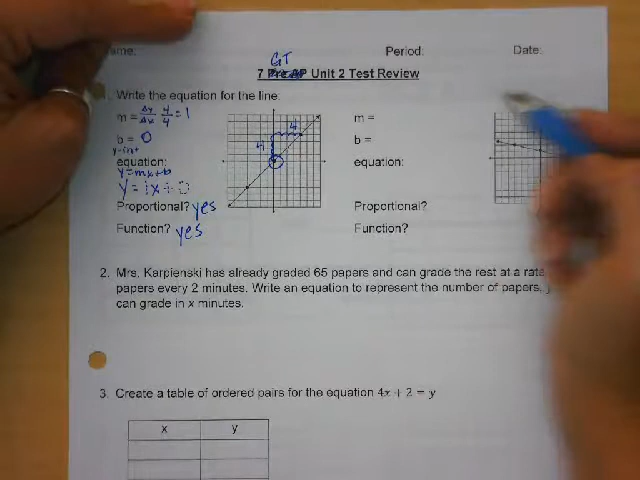 ame: Period: Date:
GT
7 Pre AP Unit 2 Test Review
Write the equation for the line.
m = Δy/Δx 4/4 = 1
b = 0
equation:
y = mx + b
y = 1x + 0
Proportional? yes
Function? yes
4
4
m =
b =
equation:
Proportional?
Function?
2. Mrs. Karpienski has already graded 65 papers and can grade the rest at a rate
papers every 2 minutes. Write an equation to represent the number of papers,
can grade in x minutes.
3. Create a table of ordered pairs for the equation 4x + 2 = y
x y